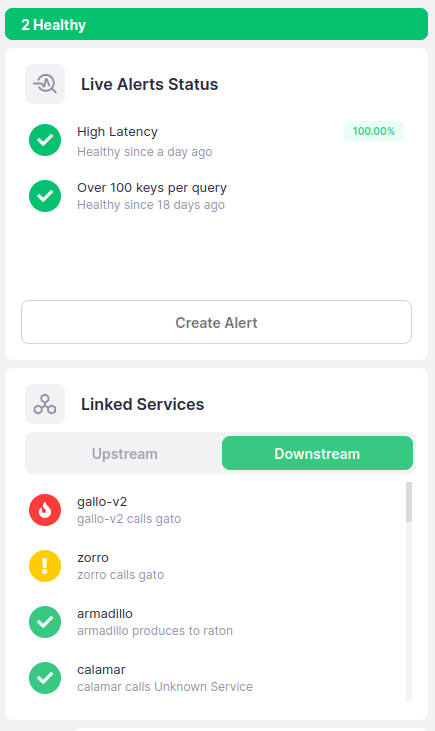 2 Healthy
Live Alerts Status
High Latency
100.00%
Healthy since a day ago
Over 100 keys per query
Healthy since 18 days ago
Create Alert
Linked Services
Upstream Downstream
gallo-v2
gallo-v2 calls gato
zorro
zorro calls gato
armadillo
armadillo produces to raton
calamar
calamar calls Unknown Service